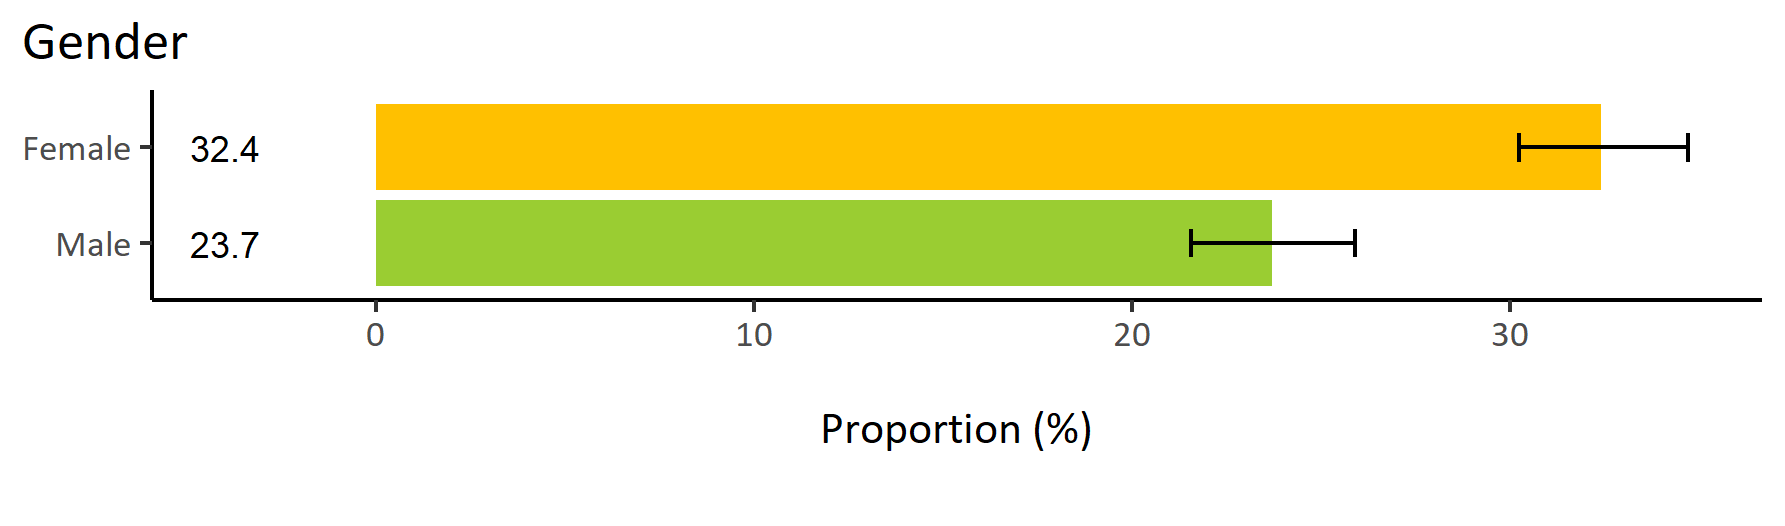 Gender
Female 32.4
Male 23.7
0 10 20 30
Proportion (%)